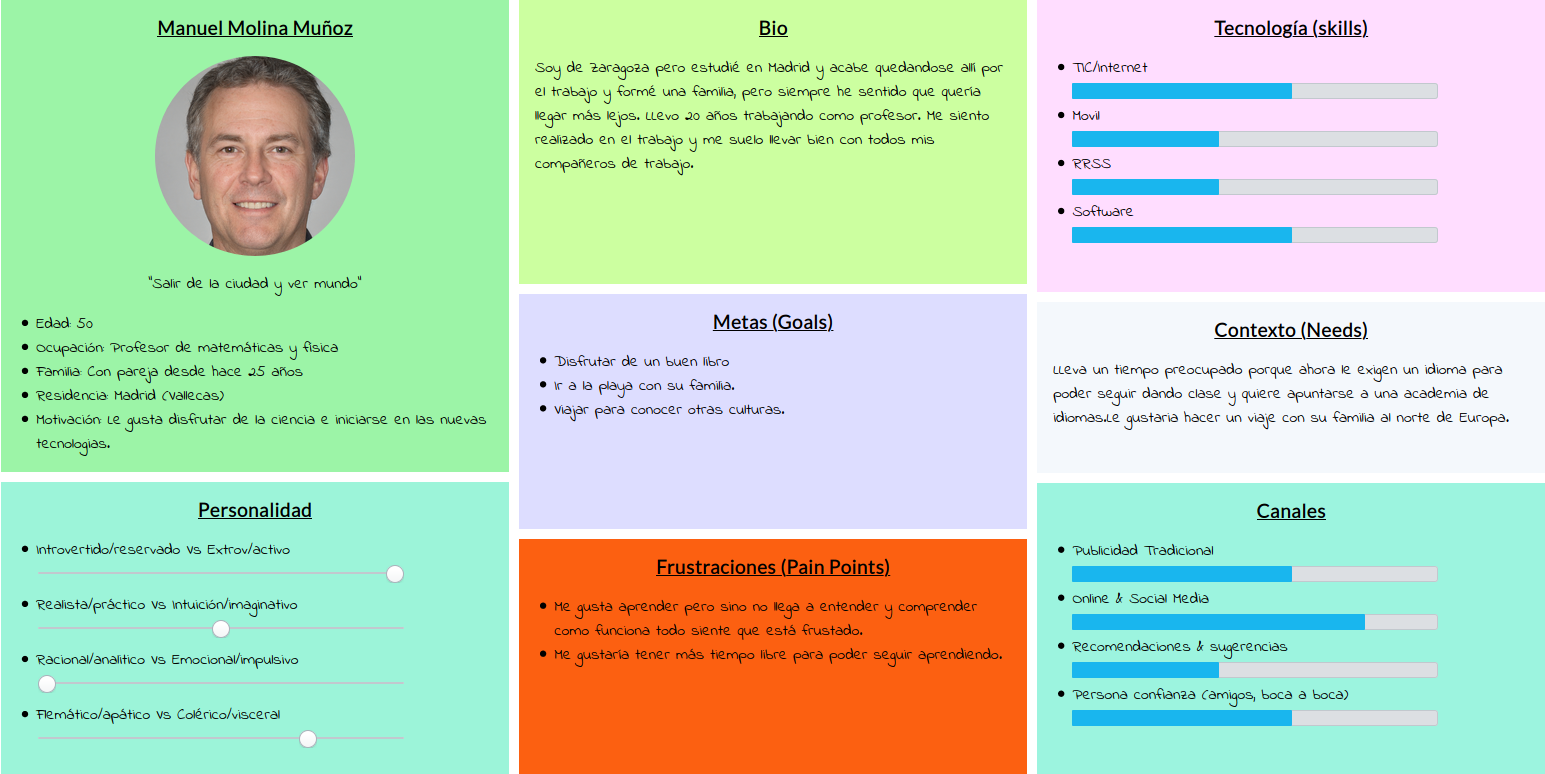 Manuel Molina Muñoz
"Salir de la ciudad y ver mundo"
Edad: 50
Ocupación: Profesor de matemáticas y fisica
Familia: Con pareja desde hace 25 años
Residencia: Madrid (Vallecas)
Motivación: Le gusta disfrutar de la ciencia e iniciarse en las nuevas
tecnologias.
Personalidad
Introvertido/reservado Vs Extrov/activo
Realista/práctico Vs Intuición/imaginativo
Racional/analitico Vs Emocional/impulsivo
Flemático/apático Vs Colérico/visceral
Bio
Soy de Zaragoza pero estudié en Madrid y acabe quedandose allí por
el trabajo y formé una familia, pero siempre he sentido que quería
llegar más lejos. LLevo 20 años trabajando como profesor. Me siento
realizado en el trabajo y me suelo llevar bien con todos mis
compañeros de trabajo.
Metas (Goals)
Disfrutar de un buen libro
Ir a la playa con su familia.
Viajar para conocer otras culturas.
Frustraciones (Pain Points)
Me gusta aprender pero sino no llega a entender y comprender
como funciona todo siente que está frustado.
Me gustaría tener más tiempo libre para poder seguir aprendiendo.
Tecnología (skills)
TIC/internet
Movil
RRSS
Software
Contexto (Needs)
LLeva un tiempo preocupado porque ahora le exigen un idioma para
poder seguir dando clase y quiere apuntarse a una academia de
idiomas.Le gustaria hacer un viaje con su familia al norte de Europa.
Canales
Publicidad Tradicional
Online & Social Media
Recomendaciones & sugerencias
Persona confianza (amigos, boca a boca)